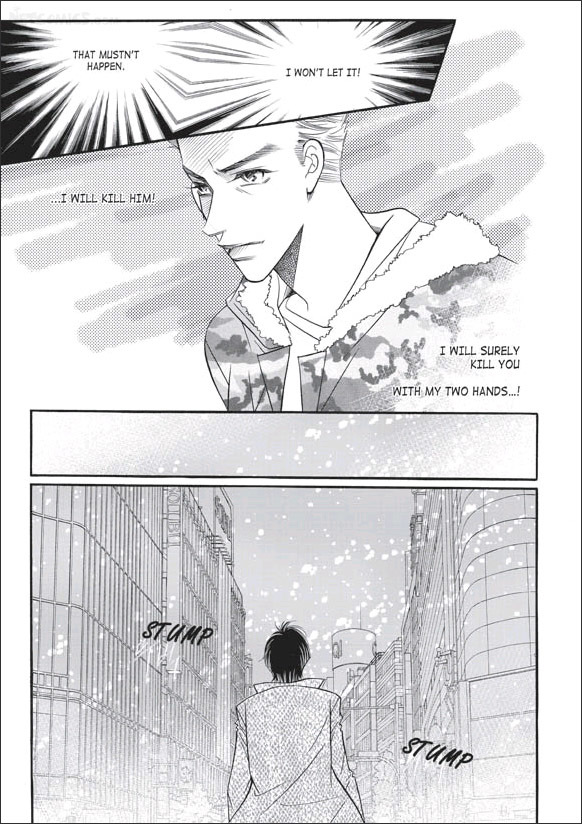 THAT MUSTN'T
HAPPEN.
I WON'T LET IT!
...I WILL KILL HIM!
I WILL SURELY
KILL YOU
WITH MY TWO HANDS...!
STUMP
STUMP